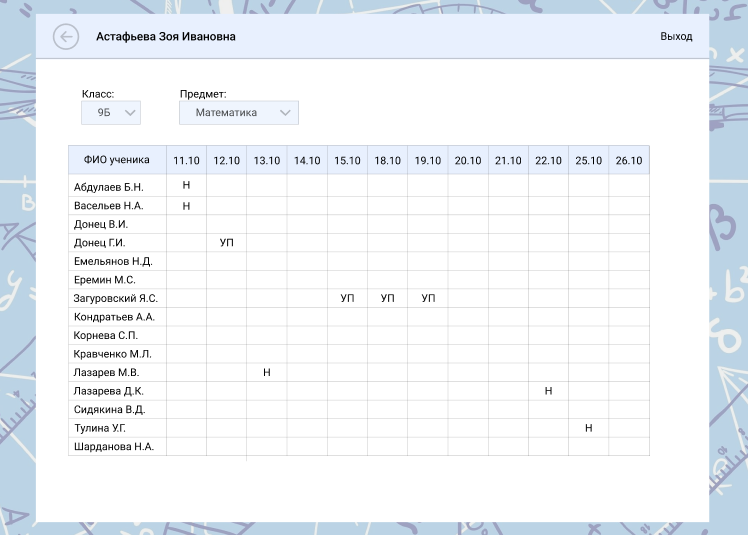 Астафьева Зоя Ивановна Выход
Класс: Предмет:
9Б Математика
ФИО ученика 11.10 12.10 13.10 14.10 15.10 18.10 19.10 20.10 21.10 22.10 25.10 26.10
Абдулаев Б.Н. Н
Васельев Н.А. Н
Донец В.И.
Донец Г.И. УП
Емельянов Н.Д.
Еремин М.С.
Загуровский Я.С. УП УП УП
Кондратьев А.А.
Корнева С.П.
Кравченко М.Л.
Лазарев М.В. Н
Лазарева Д.К. Н
Сидякина В.Д.
Тулина У.Г. Н
Шарданова Н.А.